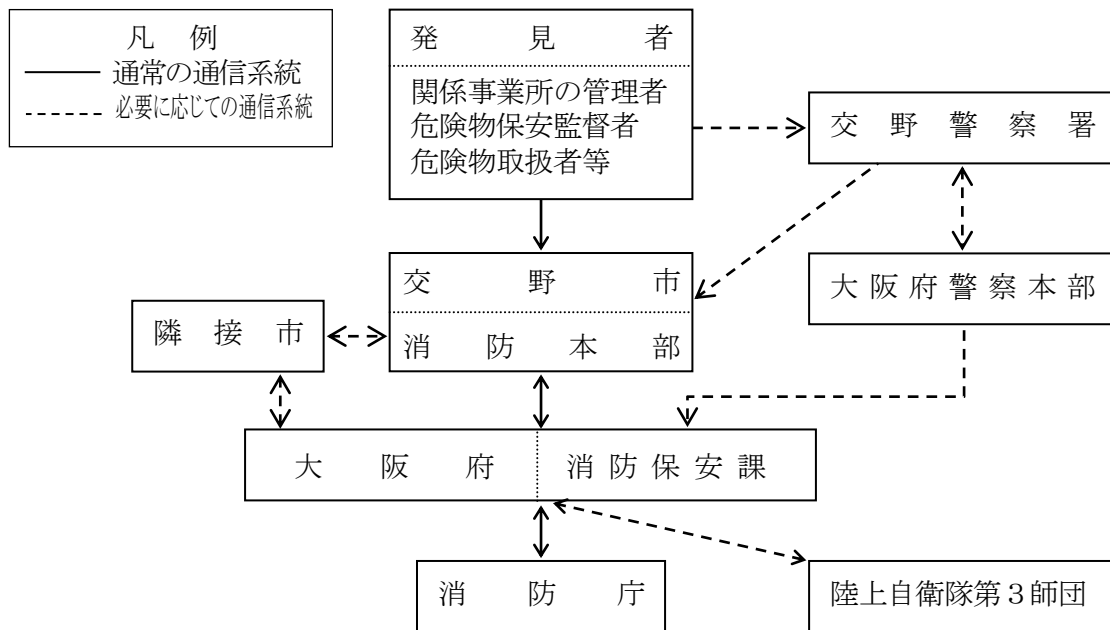 凡例
通常の通信系統
必要に応じての通信系統
発見者
関係事業所の管理者
危険物保安監督者
危険物取扱者等
交野警察署
交野市
消防本部
大阪府警察本部
隣接市
大阪府 消防保安課
消防庁
陸上自衛隊第３師団